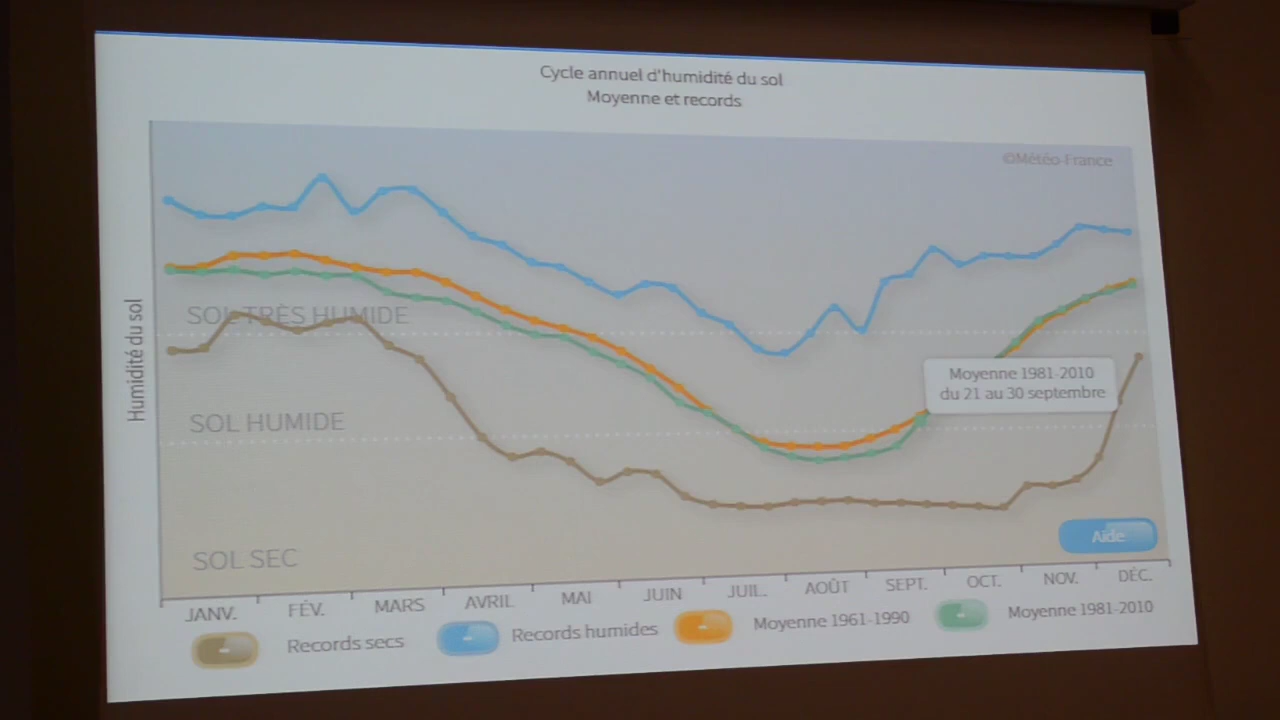 Cycle annuel d'humidité du sol
Moyenne et records
©Météo-France
Humidité du sol
SOL TRÈS HUMIDE
SOL HUMIDE
SOL SEC
Moyenne 1981-2010
du 21 au 30 septembre
Aide
JANV. FÉV. MARS AVRIL MAI JUIN JUIL. AOÛT SEPT. OCT. NOV. DÉC.
Records secs Records humides Moyenne 1961-1990 Moyenne 1981-2010